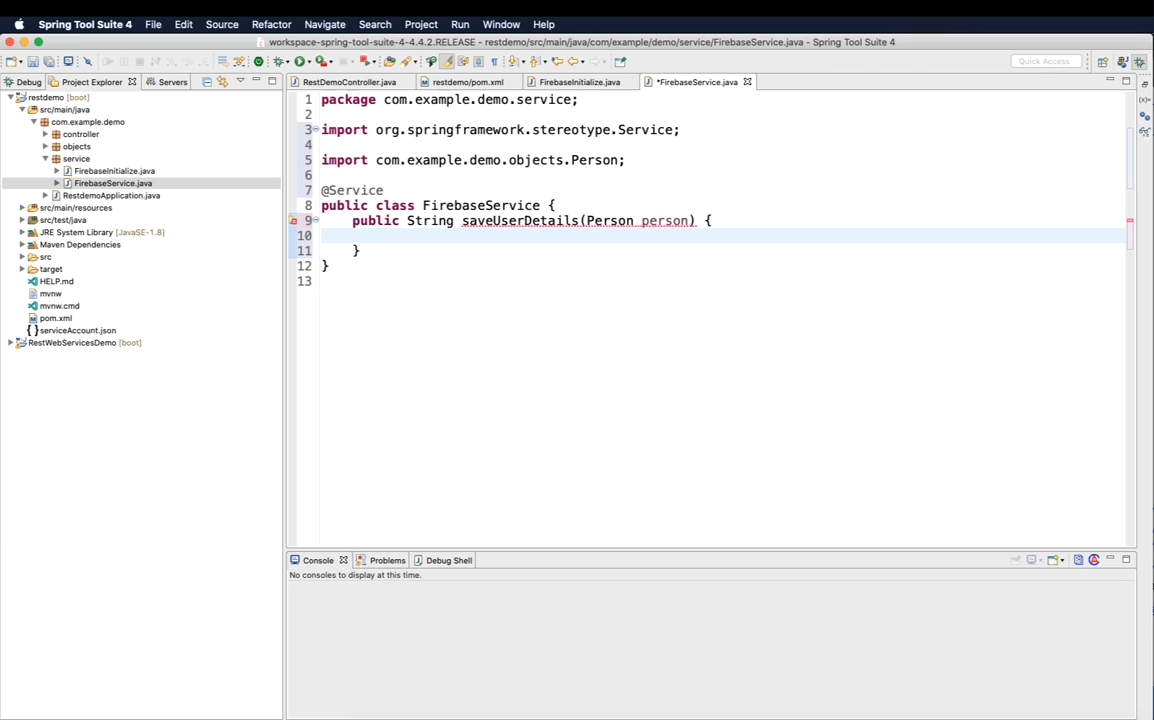 Spring Tool Suite 4 File Edit Source Refactor Navigate Search Project Run Window Help
workspace-spring-tool-suite-4-4.4.2.RELEASE - restdemo/src/main/java/com/example/demo/service/FirebaseService.java - Spring Tool Suite 4
Quick Access
Debug Project Explorer Servers
RestDemoController.java restdemo/pom.xml FirebaseInitialize.java *FirebaseService.java
restdemo [boot]
src/main/java
com.example.demo
controller
objects
service
FirebaseInitialize.java
FirebaseService.java
RestdemoApplication.java
src/main/resources
src/test/java
JRE System Library [JavaSE-1.8]
Maven Dependencies
src
target
HELP.md
mvnw
mvnw.cmd
pom.xml
serviceAccount.json
RestWebServicesDemo [boot]
1 package com.example.demo.service;
2
3 import org.springframework.stereotype.Service;
4
5 import com.example.demo.objects.Person;
6
7 @Service
8 public class FirebaseService {
9 public String saveUserDetails(Person person) {
10
11 }
12 }
13
Console Problems Debug Shell
No consoles to display at this time.